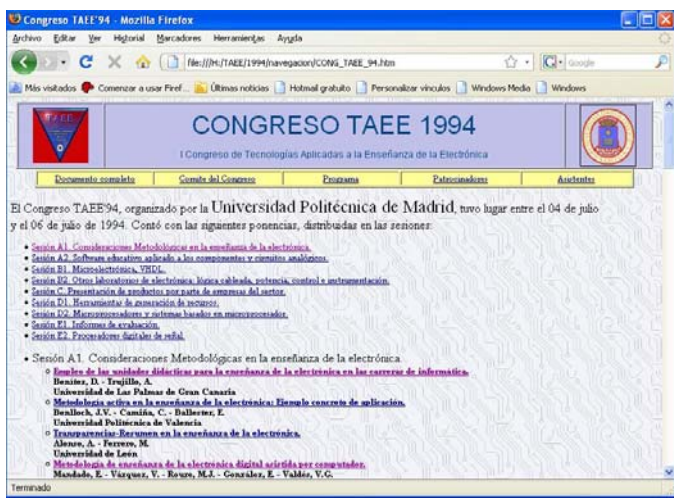 Congreso TAEE'94 - Mozilla Firefox
Archivo Editar Ver Historial Marcadores Herramientas Ayuda
file:///H:/TAEE/1994/navegacion/CONG_TAEE_94.htm
Google
Más visitados Comenzar a usar Firef... Últimas noticias Hotmail gratuito Personalizar vínculos Windows Media Windows
CONGRESO TAEE 1994
I Congreso de Tecnologías Aplicadas a la Enseñanza de la Electrónica
Documento completo Comite del Congreso Programa Patrocinadores Asistentes
El Congreso TAEE'94, organizado por la Universidad Politécnica de Madrid, tuvo lugar entre el 04 de julio
y el 06 de julio de 1994. Contó con las siguientes ponencias, distribuidas en las sesiones:
Sesión A1. Consideraciones Metodológicas en la enseñanza de la electrónica.
Sesión A2. Software educativo aplicado a los componentes y circuitos analógicos.
Sesión B1. Microelectrónica, VHDL.
Sesión B2. Otros laboratorios de electrónica: lógica cableada, potencia, control e instrumentación.
Sesión C. Presentación de productos por parte de empresas del sector.
Sesión D1. Herramientas de generación de recursos.
Sesión D2. Microprocesadores y sistemas basados en microprocesador.
Sesión E1. Informes de evaluación.
Sesión E2. Procesadores digitales de señal.
Sesión A1. Consideraciones Metodológicas en la enseñanza de la electrónica
Empleo de las unidades didácticas para la enseñanza de la electrónica en las carreras de informática.
Benítez, D. - Trujillo, A.
Universidad de Las Palmas de Gran Canaria
Metodología activa en la enseñanza de la electrónica: Ejemplo concreto de aplicación.
Benlloch, J.V. - Camiña, C. - Ballester, E.
Universidad Politécnica de Valencia
Transparencias-Resumen en la enseñanza de la electrónica.
Alonso, A. - Ferrero, M.
Universidad de León
Metodología de enseñanza de la electrónica digital asistida por computador.
Mandado, E. - Vázquez, V. - Rouxo, M.J. - González, E. - Valdés, V.G.
Terminado